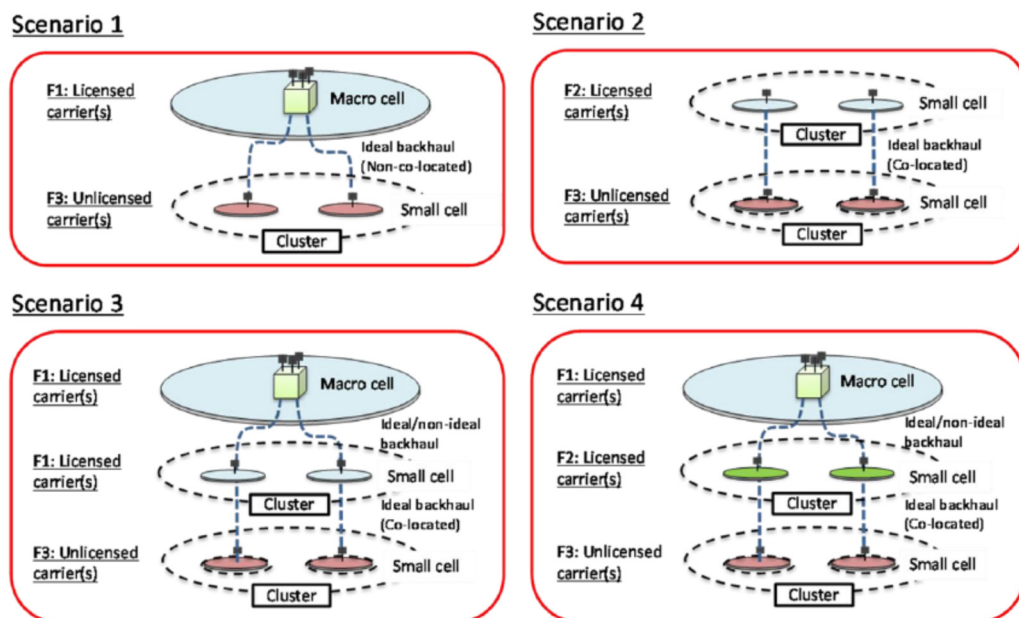 Scenario 1
F1: Licensed
carrier(s)
Macro cell
Ideal backhaul
(Non-co-located)
F3: Unlicensed
carrier(s)
Small cell
Cluster
Scenario 2
F2: Licensed
carrier(s)
Small cell
Cluster
Ideal backhaul
(Co-located)
F3: Unlicensed
carrier(s)
Small cell
Cluster
Scenario 3
F1: Licensed
carrier(s)
Macro cell
Ideal/non-ideal
backhaul
F1: Licensed
carrier(s)
Small cell
Cluster
Ideal backhaul
(Co-located)
F3: Unlicensed
carrier(s)
Small cell
Cluster
Scenario 4
F1: Licensed
carrier(s)
Macro cell
Ideal/non-ideal
backhaul
F2: Licensed
carrier(s)
Small cell
Cluster
Ideal backhaul
(Co-located)
F3: Unlicensed
carrier(s)
Small cell
Cluster